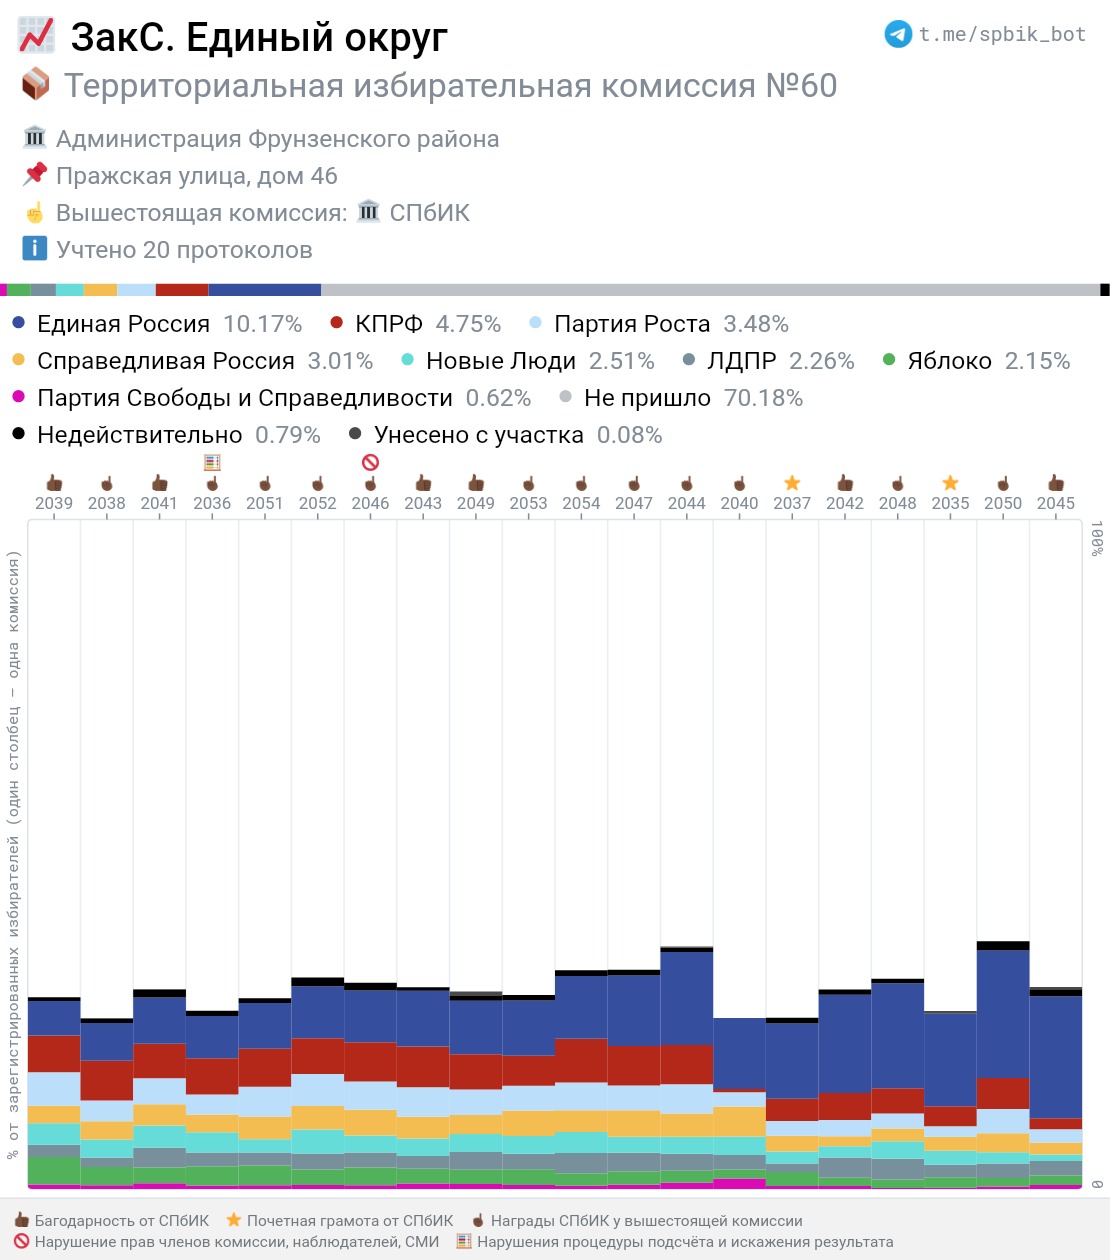 ЗакС. Единый округ
t.me/spbik_bot
Территориальная избирательная комиссия №60
Администрация Фрунзенского района
Пражская улица, дом 46
Вышестоящая комиссия: СПбИК
Учтено 20 протоколов
Единая Россия 10.17% КПРФ 4.75% Партия Роста 3.48%
Справедливая Россия 3.01% Новые Люди 2.51% ЛДПР 2.26% Яблоко 2.15%
Партия Свободы и Справедливости 0.62% Не пришло 70.18%
Недействительно 0.79% Унесено с участка 0.08%
2039 2038 2041 2036 2051 2052 2046 2043 2049 2053 2054 2047 2044 2040 2037 2042 2048 2035 2050 2045
% от зарегистрированных избирателей (один столбец – одна комиссия)
100%
0
Багодарность от СПбИК Почетная грамота от СПбИК Награды СПбИК у вышестоящей комиссии
Нарушение прав членов комиссии, наблюдателей, СМИ Нарушения процедуры подсчёта и искажения результата